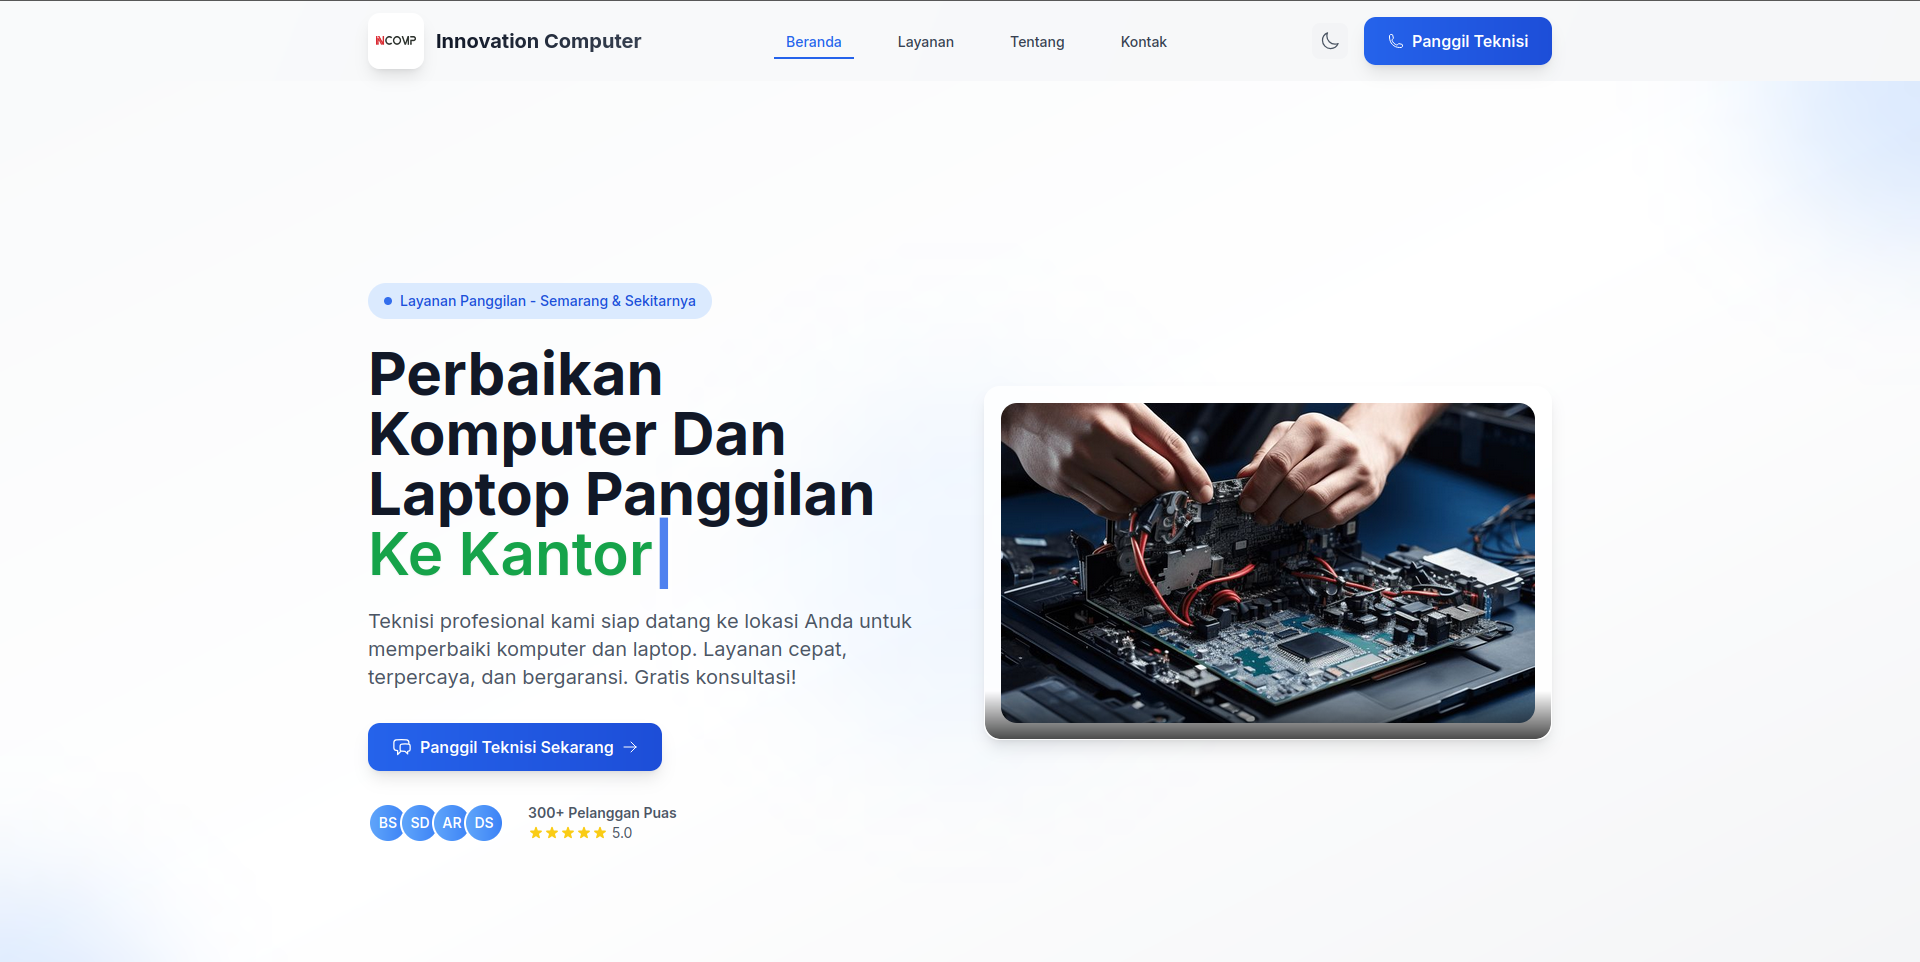 INCOMP
Innovation Computer
Beranda
Layanan
Tentang
Kontak
Panggil Teknisi
Layanan Panggilan - Semarang & Sekitarnya
Perbaikan
Komputer Dan
Laptop Panggilan
Ke Kantor
Teknisi profesional kami siap datang ke lokasi Anda untuk
memperbaiki komputer dan laptop. Layanan cepat,
terpercaya, dan bergaransi. Gratis konsultasi!
Panggil Teknisi Sekarang →
BS SD AR DS
300+ Pelanggan Puas
★★★★★ 5.0